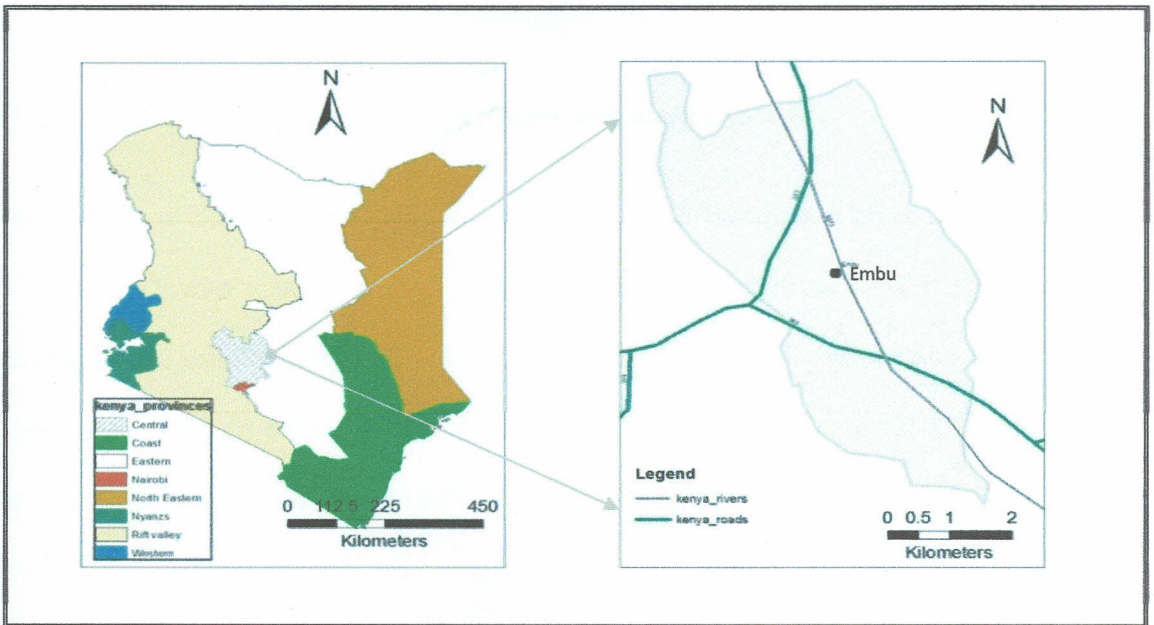 N
kenya_provinces
Central
Coast
Eastern
Nairobi
North Eastern
Nyanzs
Rift valley
Western
0 112.5 225 450
Kilometers
N
Embu
Legend
kenya_rivers
kenya_roads
0 0.5 1 2
Kilometers